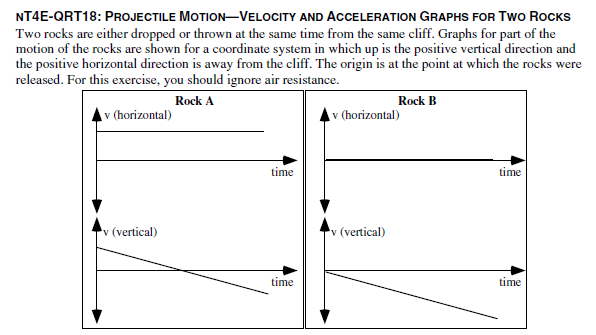 NT4E-QRT18: PROJECTILE MOTION—VELOCITY AND ACCELERATION GRAPHS FOR TWO ROCKS
Two rocks are either dropped or thrown at the same time from the same cliff. Graphs for part of the
motion of the rocks are shown for a coordinate system in which up is the positive vertical direction and
the positive horizontal direction is away from the cliff. The origin is at the point at which the rocks were
released. For this exercise, you should ignore air resistance.
Rock A
v (horizontal)
time
v (vertical)
time
Rock B
v (horizontal)
time
v (vertical)
time